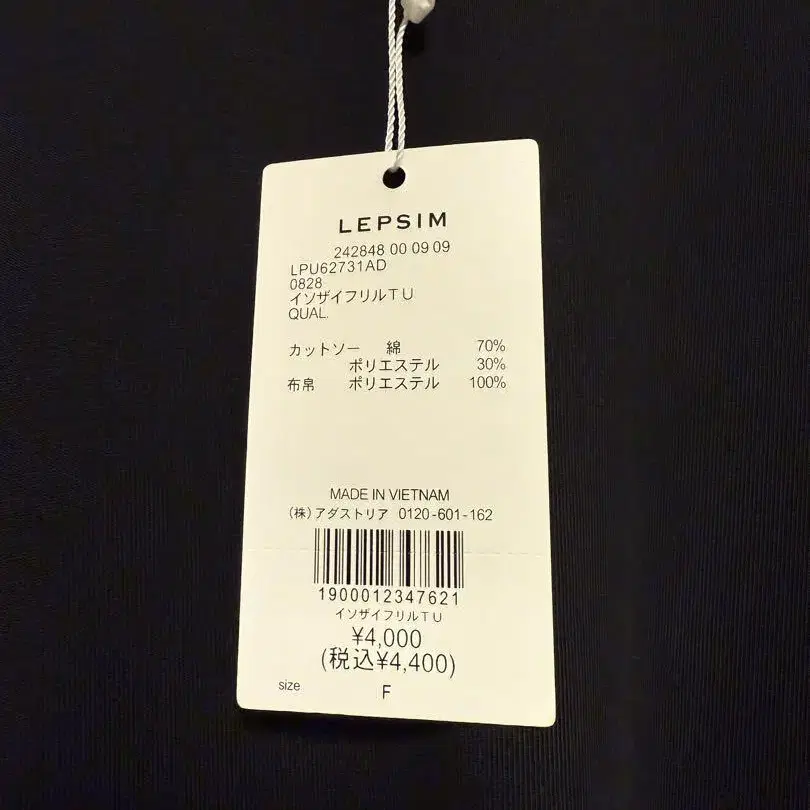 LEPSIM
242848 00 09 09
LPU62731AD
0828
イソザイフリルTU
QUAL.
カットソー 綿 70%
ポリエステル 30%
布帛 ポリエステル 100%
MADE IN VIETNAM
(株)アダストリア 0120-601-162
1900012347621
イソザイフリルTU
¥4,000
(税込¥4,400)
size F